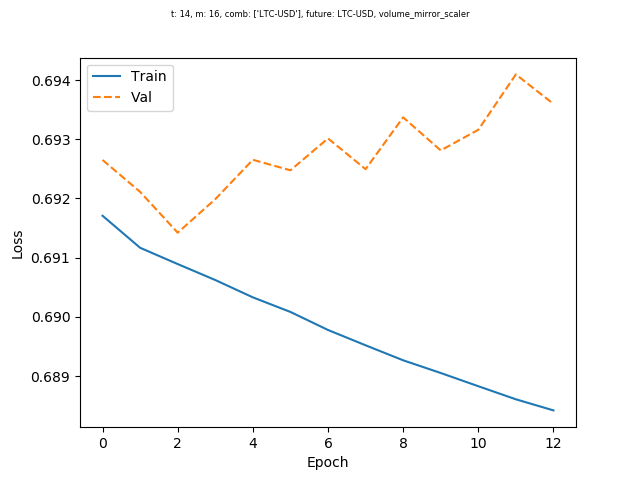 t: 14, m: 16, comb: ['LTC-USD'], future: LTC-USD, volume_mirror_scaler
Train
Val
0.694
0.693
0.692
0.691
0.690
0.689
Loss
0 2 4 6 8 10 12
Epoch